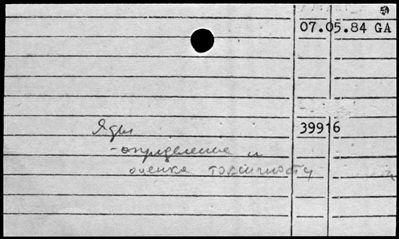 07.05.84 GA
Яды 39916
- определение и
оценка токсичности